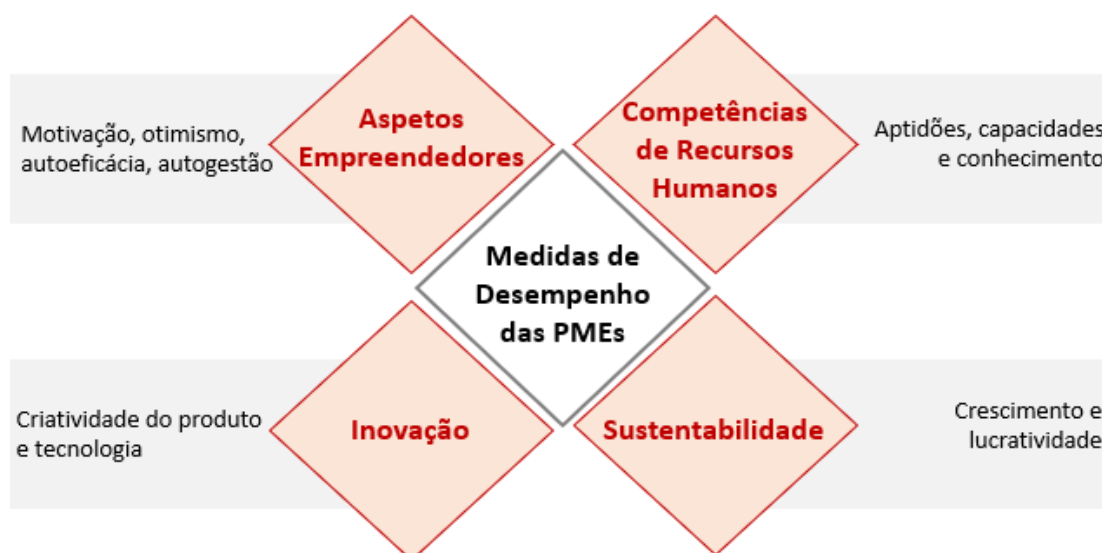 Motivação, otimismo,
autoeficácia, autogestão
Aspetos
Empreendedores
Competências
de Recursos
Humanos
Aptidões, capacidades
e conhecimento
Medidas de
Desempenho
das PMEs
Criatividade do produto
e tecnologia
Inovação
Sustentabilidade
Crescimento e
lucratividade